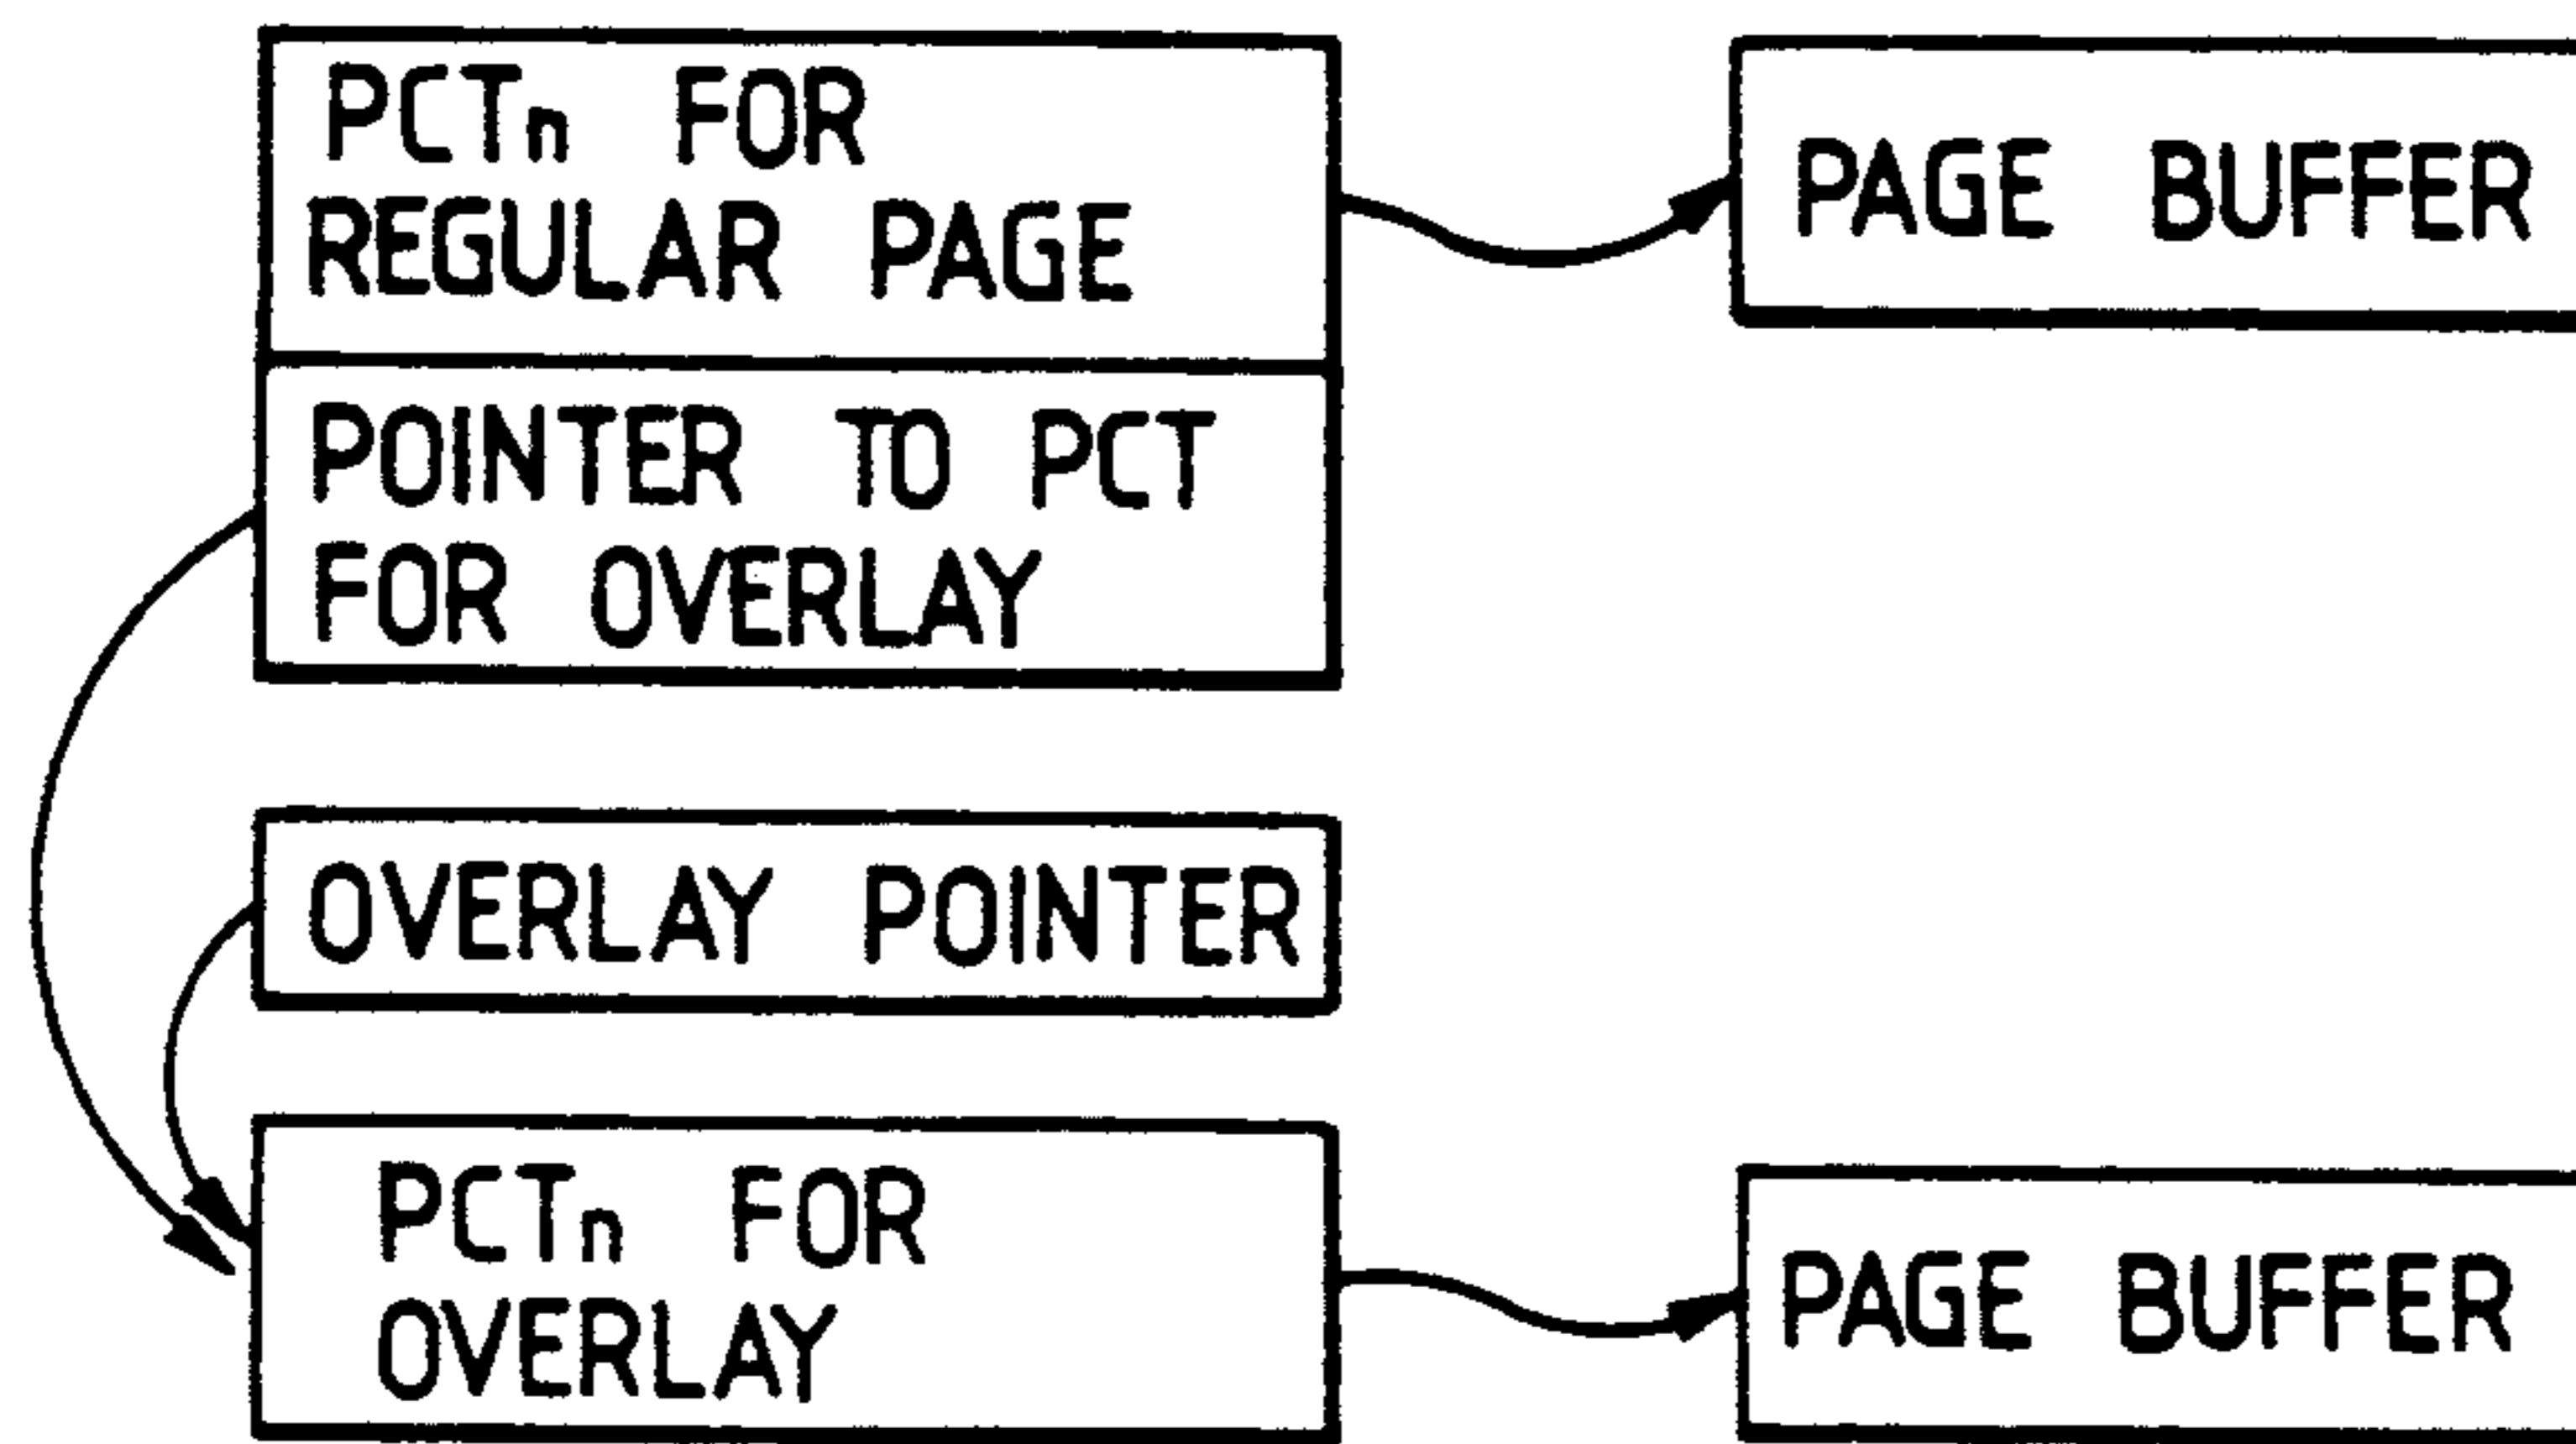 PCTn FOR
REGULAR PAGE
PAGE BUFFER
POINTER TO PCT
FOR OVERLAY
OVERLAY POINTER
PCTn FOR
OVERLAY
PAGE BUFFER